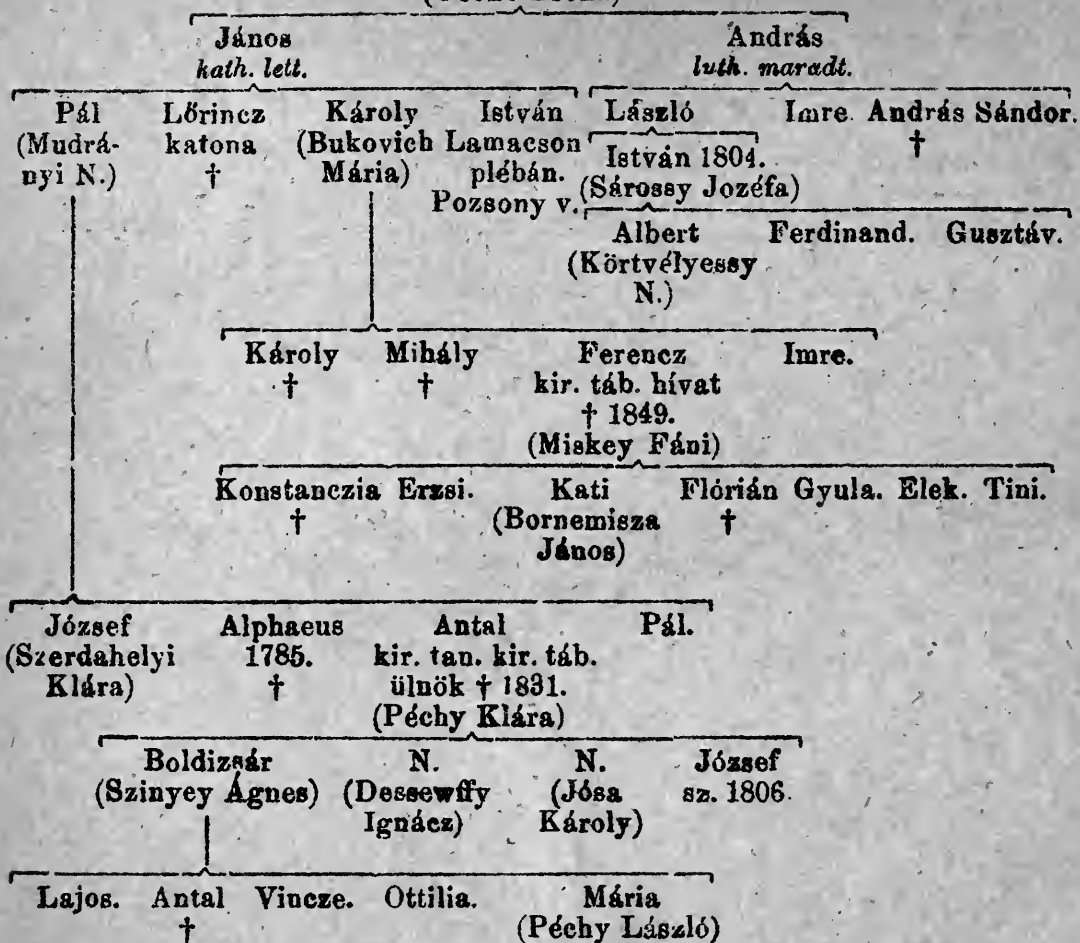 János András
kath. lett. luth. maradt.
Pál Lőrincz Károly István László Imre. András Sándor.
(Mudrá- katona (Bukovich Lamacson István 1804. †
nyi N.) † Mária) plébán. (Sárossy Jozéfa)
Pozsony v.
Albert Ferdinand. Gusztáv.
(Körtvélyessy
N.)
Károly Mihály Ferencz Imre.
† † kir. táb. hívat
† 1849.
(Miskey Fáni)
Konstanczia Erzsi. Kati Flórián Gyula. Elek. Tini.
† (Bornemisza †
János)
József Alphaeus Antal Pál.
(Szerdahelyi 1785. kir. tan. kir. táb.
Klára) † ülnök † 1831.
(Péchy Klára)
Boldizsár N. N. József
(Szinyey Ágnes) (Dessewffy (Jósa sz. 1806.
Ignácz) Károly)
Lajos. Antal Vincze. Ottilia. Mária
† (Péchy László)